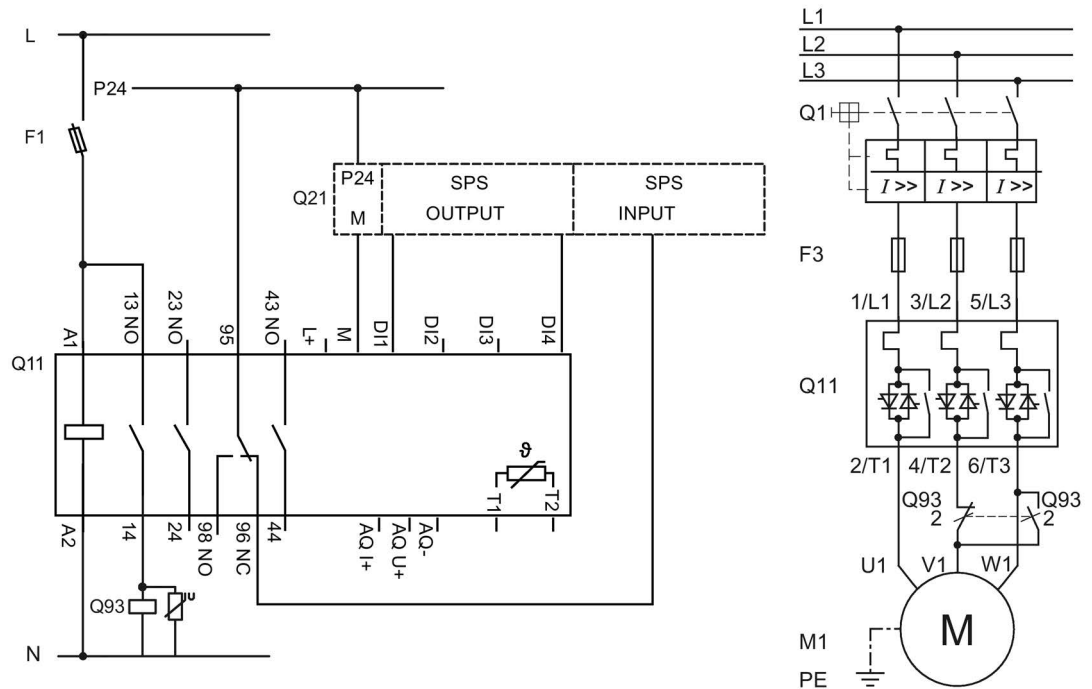 L
P24
F1
P24
SPS
SPS
Q21
M
OUTPUT
INPUT
A1
13 NO
23 NO
95
43 NO
L+
M
DI1
DI2
DI3
DI4
Q11
ϑ
T1
T2
A2
14
24
98 NO
96 NC
44
AQ I+
AQ U+
AQ-
Q93
U
N
L1
L2
L3
Q1
I >>
I >>
I >>
F3
1/L1
3/L2
5/L3
Q11
2/T1
4/T2
6/T3
Q93
2
Q93
2
U1
V1
W1
M
M1
PE